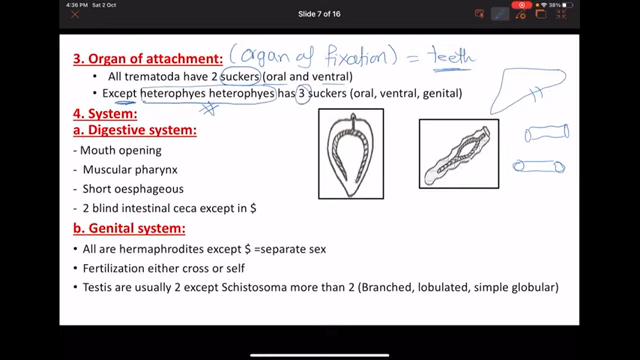 4:36 PM Sat 2 Oct
38%
Slide 7 of 16
3. Organ of attachment: (organ of fixation) = teeth
• All trematoda have 2 suckers (oral and ventral)
• Except heterophyes heterophyes has 3 suckers (oral, ventral, genital)
4. System:
a. Digestive system:
- Mouth opening
- Muscular pharynx
- Short oesphageous
- 2 blind intestinal ceca except in $
b. Genital system:
• All are hermaphrodites except $ =separate sex
• Fertilization either cross or self
• Testis are usually 2 except Schistosoma more than 2 (Branched, lobulated, simple globular)